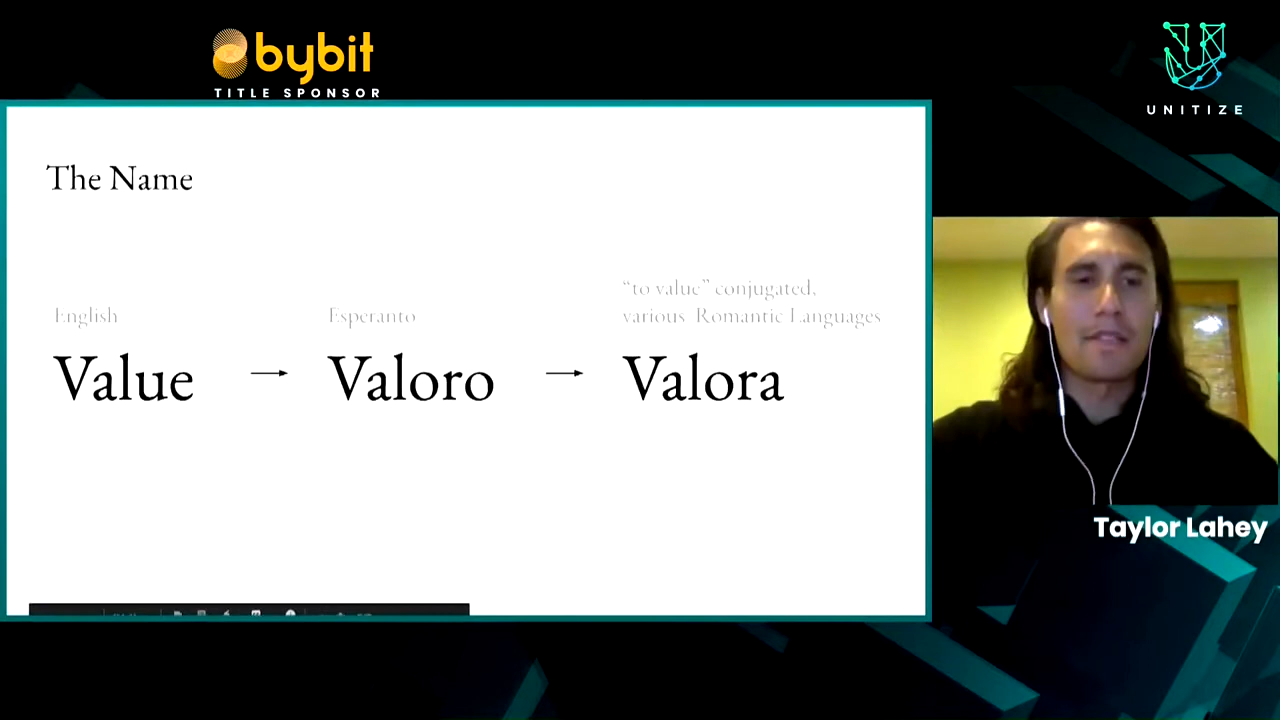 bybit
TITLE SPONSOR
UNITIZE
The Name
English
Value
Esperanto
Valoro
"to value" conjugated,
various Romantic Languages
Valora
Taylor Lahey